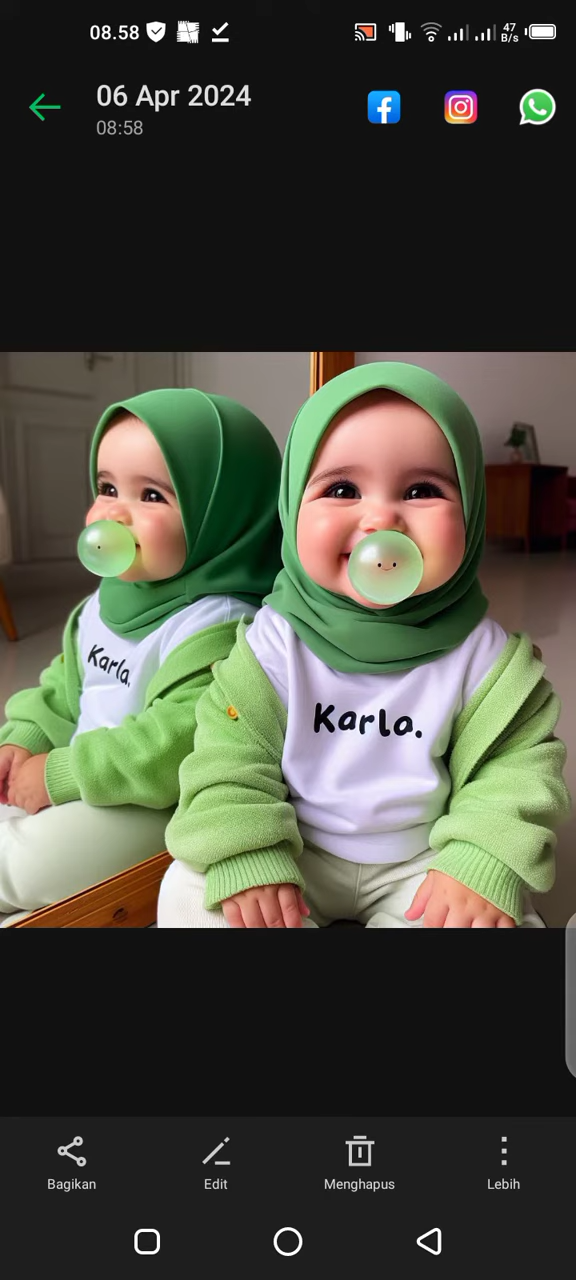 08.58
47
B/s
06 Apr 2024
08:58
Karla.
Karla.
Bagikan
Edit
Menghapus
Lebih